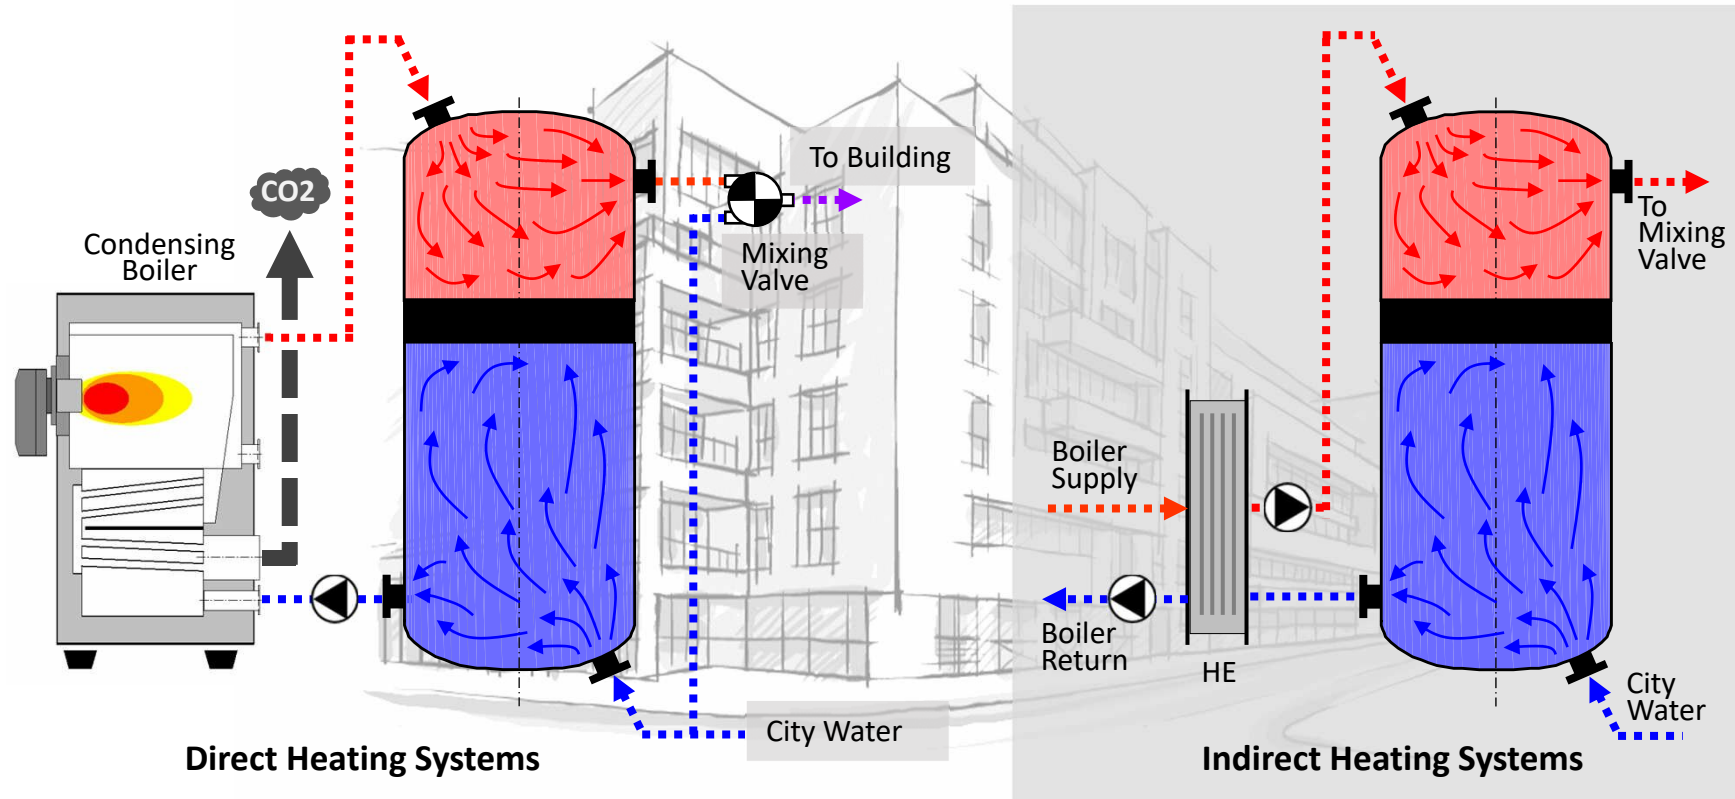 CO2
Condensing
Boiler
To Building
Mixing
Valve
City Water
Direct Heating Systems
To
Mixing
Valve
Boiler
Supply
Boiler
Return
HE
City
Water
Indirect Heating Systems